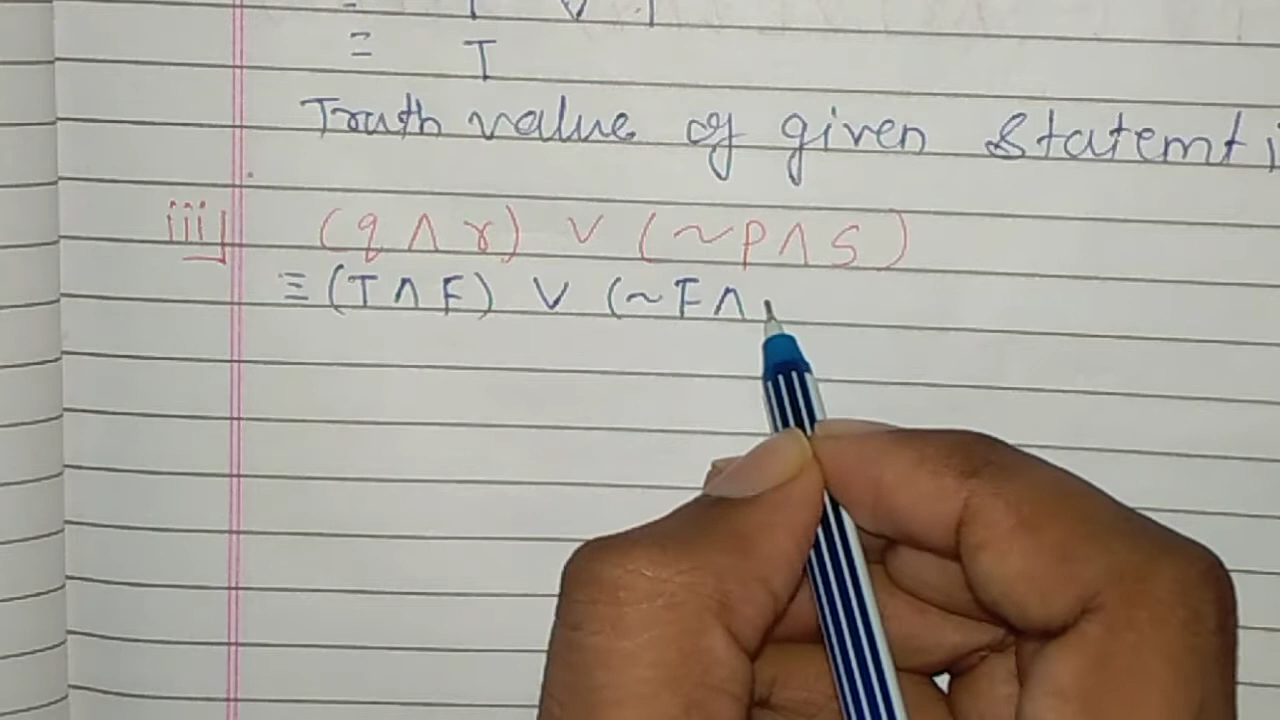 ≡ T
Truth value of given Statemt i
iii) (q ∧ r) ∨ (~p ∧ S)
≡ (T ∧ F) ∨ (~F ∧